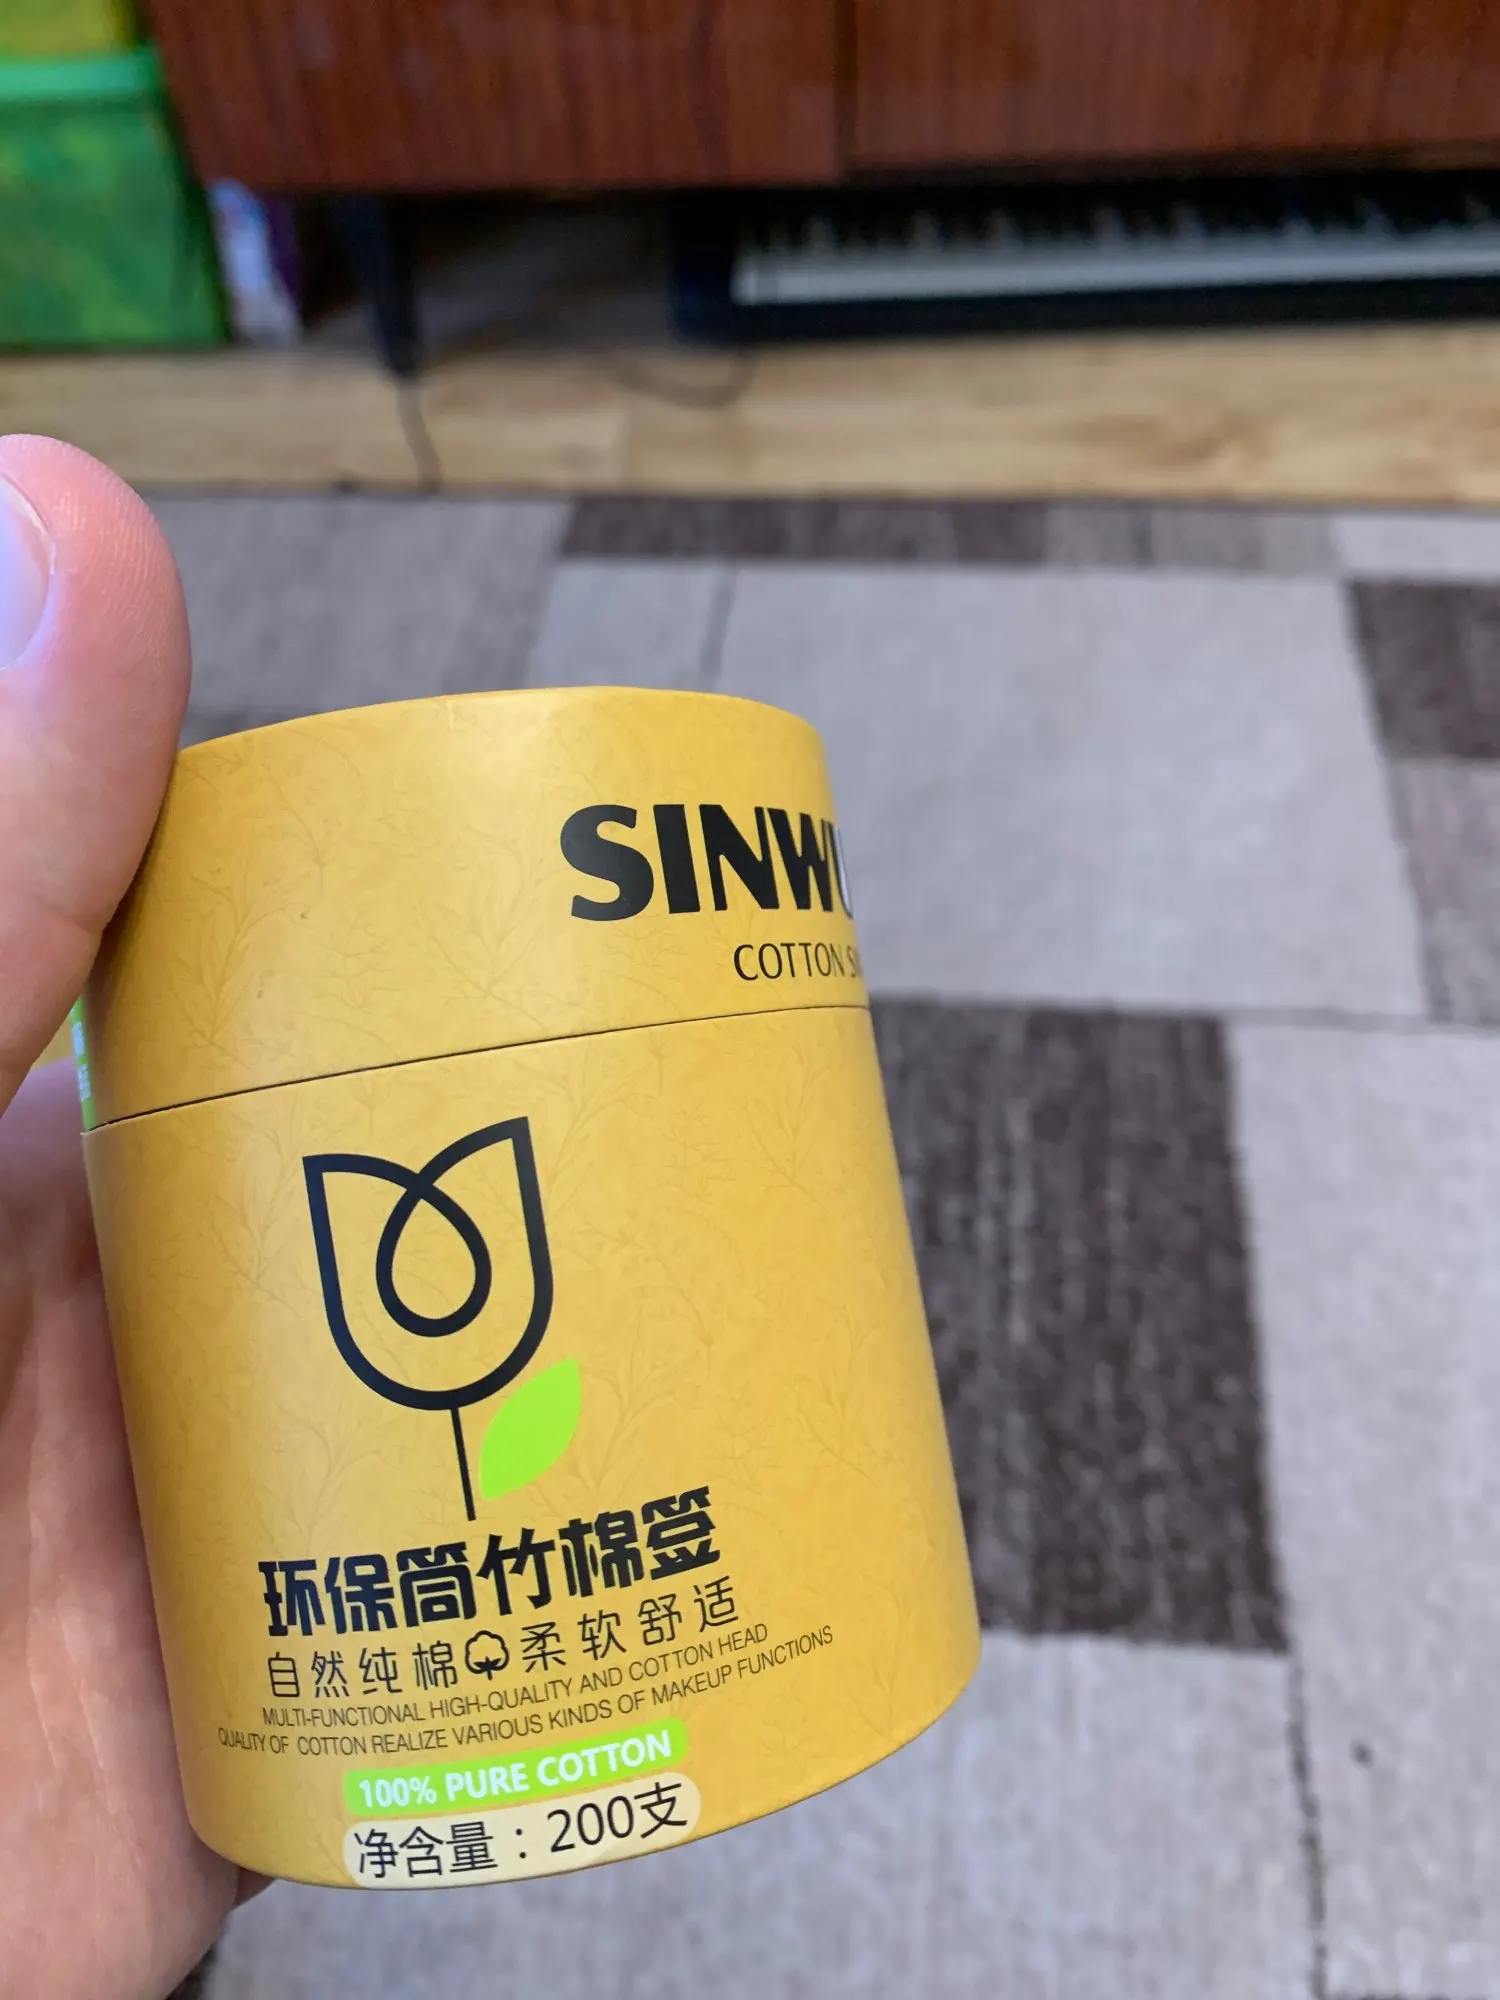 COTTON
环保筒竹棉签
自然纯棉柔软舒适
MULTI-FUNCTIONAL HIGH-QUALITY AND COTTON HEAD
QUALITY OF COTTON REALIZE VARIOUS KINDS OF MAKEUP FUNCTIONS
100% PURE COTTON
净含量：200支